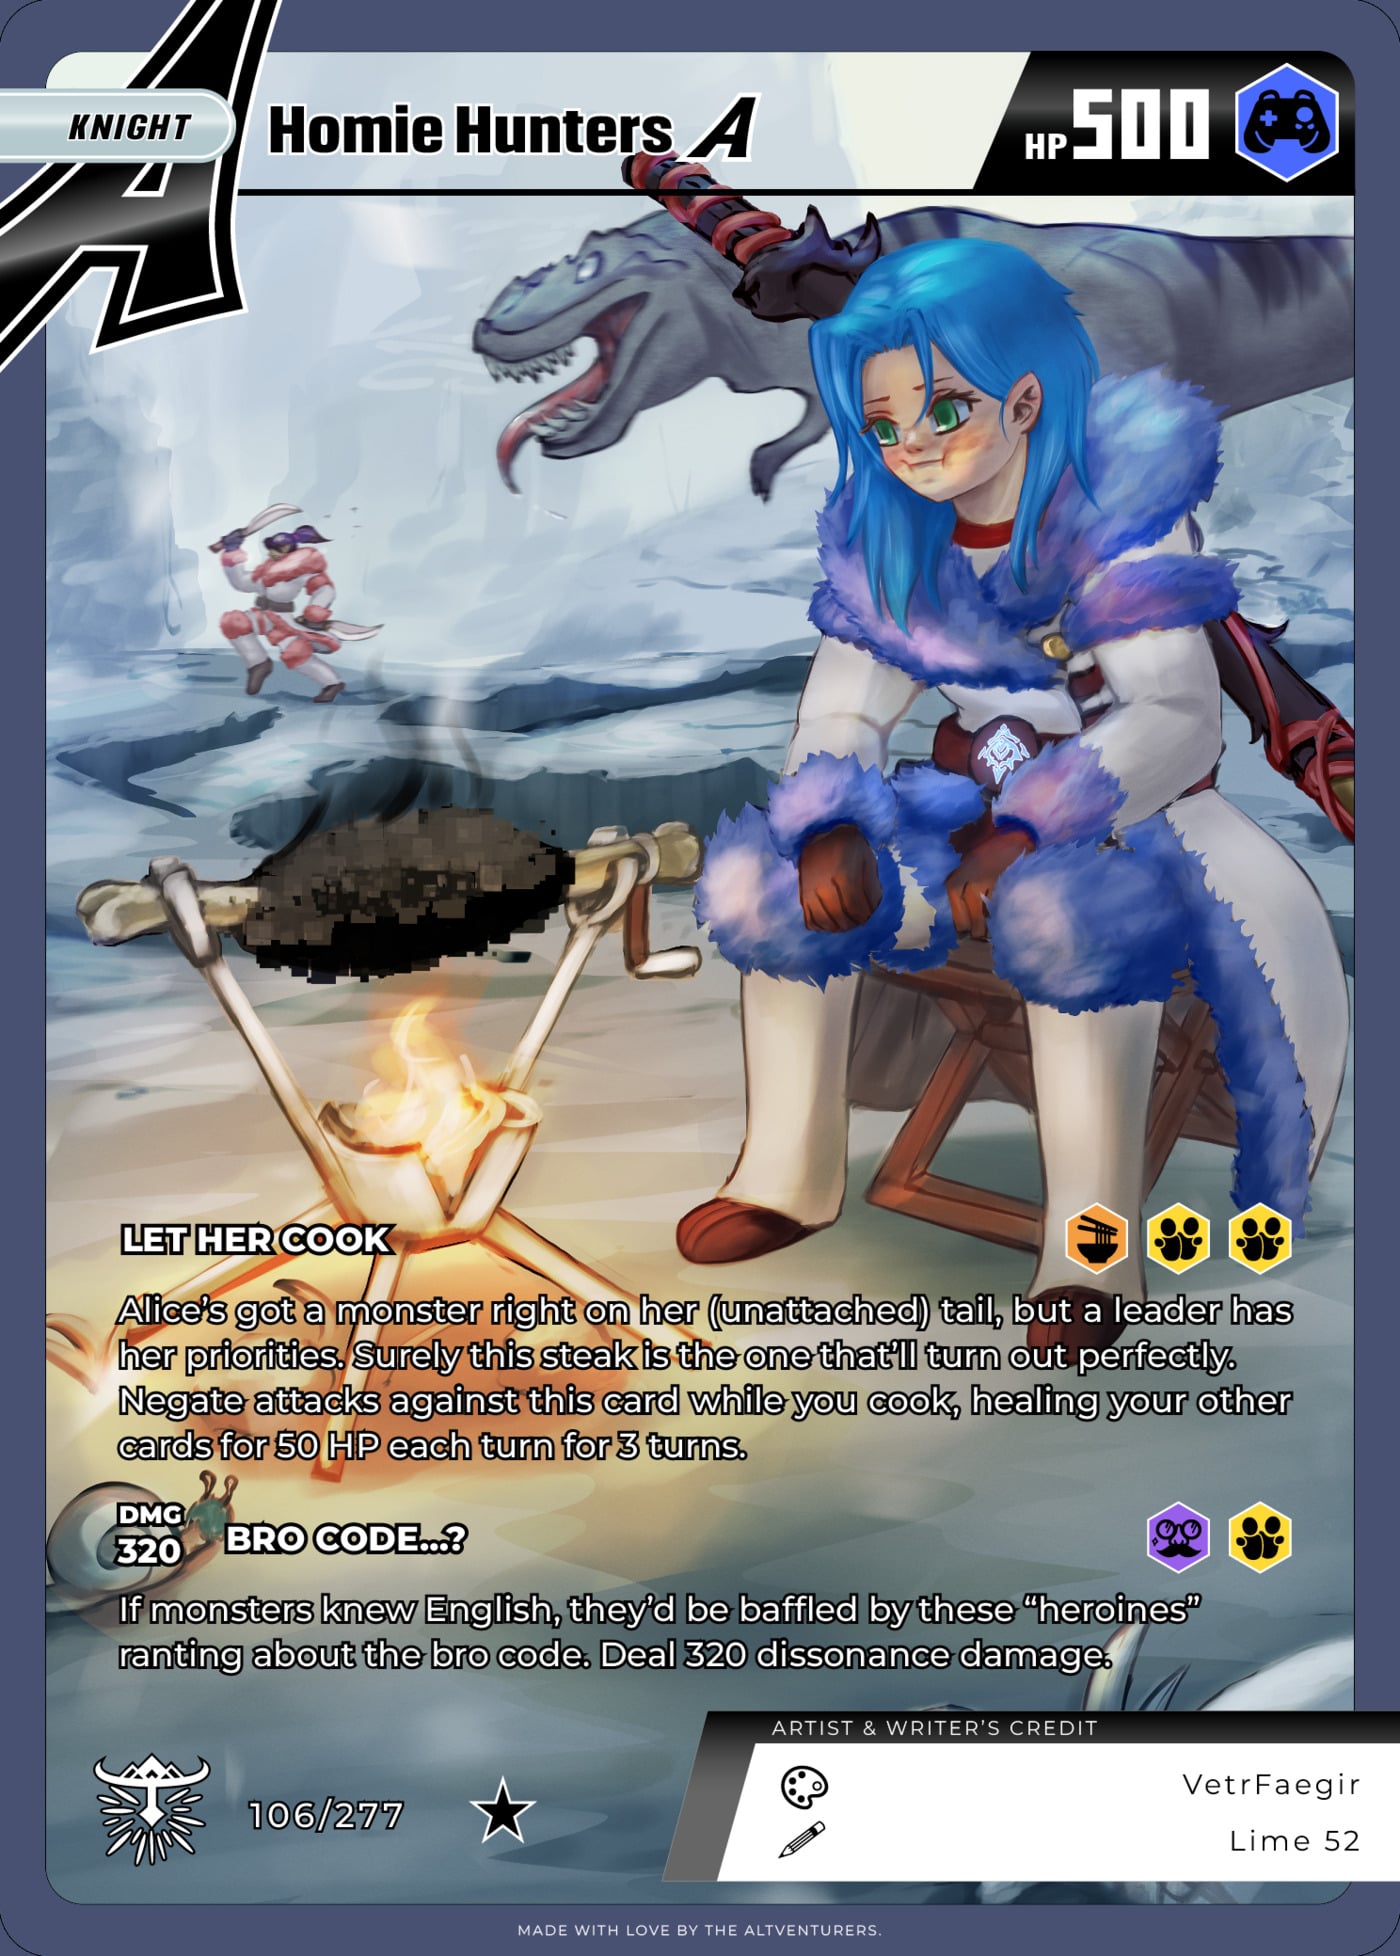 KNIGHT
Homie Hunters A
HP 500
LET HER COOK
Alice's got a monster right on her (unattached) tail, but a leader has
her priorities. Surely this steak is the one that'll turn out perfectly.
Negate attacks against this card while you cook, healing your other
cards for 50 HP each turn for 3 turns.
DMG
320
BRO CODE...?
If monsters knew English, they'd be baffled by these “heroines”
ranting about the bro code. Deal 320 dissonance damage.
ARTIST & WRITER'S CREDIT
VetrFaegir
Lime 52
106/277
MADE WITH LOVE BY THE ALTVENTURERS.